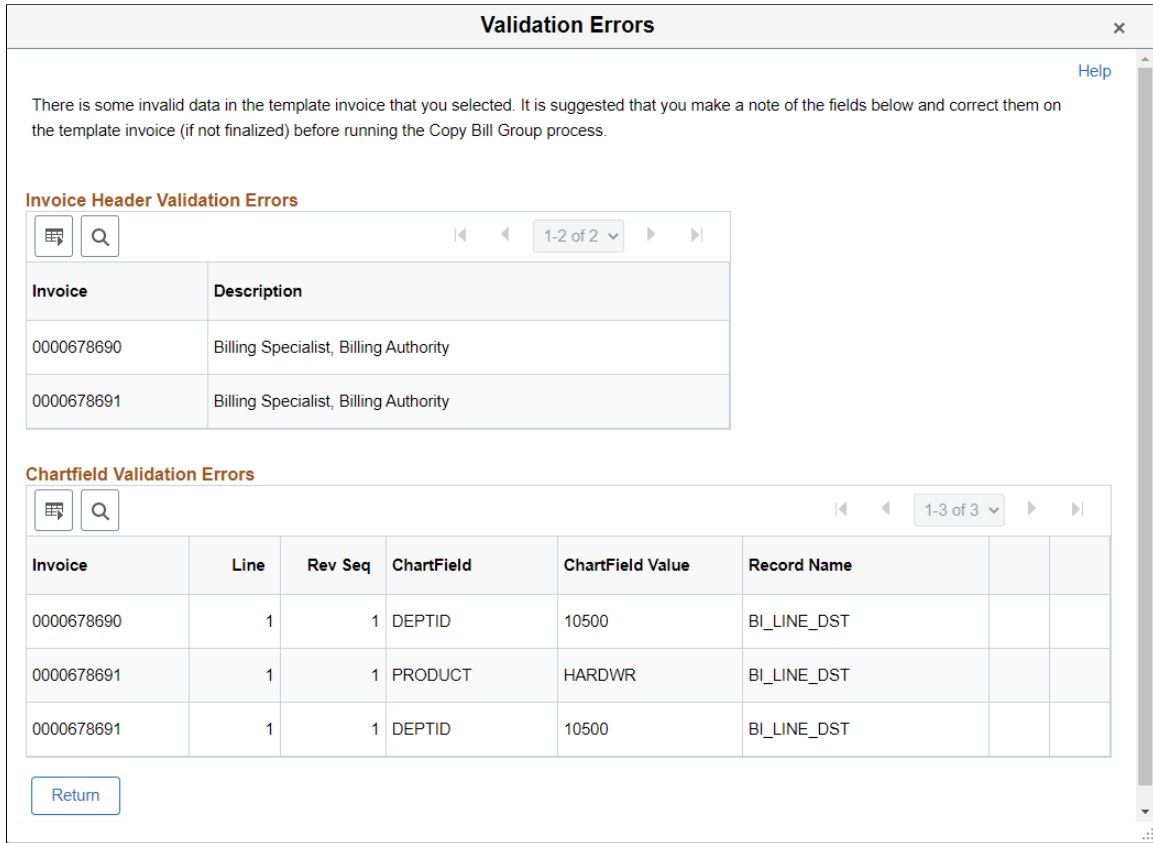 Validation Errors
×
Help
There is some invalid data in the template invoice that you selected. It is suggested that you make a note of the fields below and correct them on
the template invoice (if not finalized) before running the Copy Bill Group process.
Invoice Header Validation Errors
1-2 of 2
Invoice Description
0000678690 Billing Specialist, Billing Authority
0000678691 Billing Specialist, Billing Authority
Chartfield Validation Errors
1-3 of 3
Invoice Line Rev Seq ChartField ChartField Value Record Name
0000678690 1 1 DEPTID 10500 BI_LINE_DST
0000678691 1 1 PRODUCT HARDWR BI_LINE_DST
0000678691 1 1 DEPTID 10500 BI_LINE_DST
Return